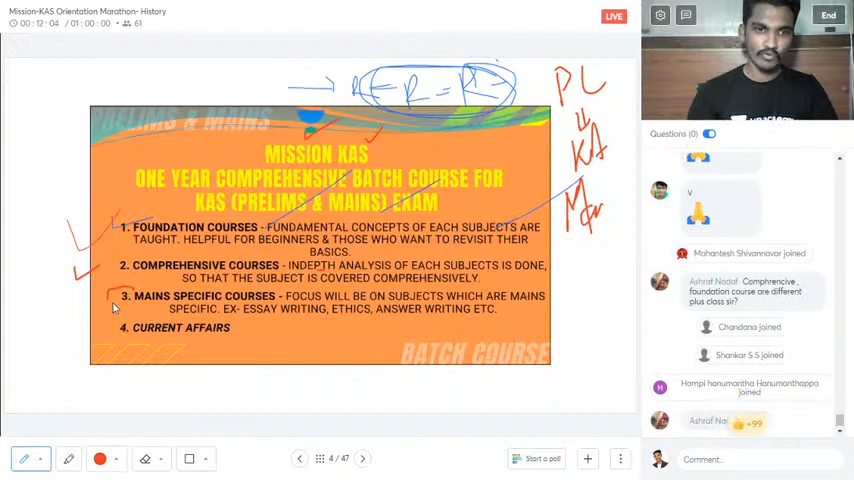 Mission-KAS Orientation Marathon- History
00 : 12 : 04 / 01 : 00 : 00 • 61
LIVE
End
R = R = R
PL
KA
PRELIMS & MAINS
MISSION KAS
ONE YEAR COMPREHENSIVE BATCH COURSE FOR
KAS (PRELIMS & MAINS) EXAM
1. FOUNDATION COURSES - FUNDAMENTAL CONCEPTS OF EACH SUBJECTS ARE
TAUGHT. HELPFUL FOR BEGINNERS & THOSE WHO WANT TO REVISIT THEIR
BASICS.
2. COMPREHENSIVE COURSES - INDEPTH ANALYSIS OF EACH SUBJECTS IS DONE,
SO THAT THE SUBJECT IS COVERED COMPREHENSIVELY.
3. MAINS SPECIFIC COURSES - FOCUS WILL BE ON SUBJECTS WHICH ARE MAINS
SPECIFIC. EX- ESSAY WRITING, ETHICS, ANSWER WRITING ETC.
4. CURRENT AFFAIRS
BATCH COURSE
Questions (0)
V
Mahantesh Shivannavar joined
Ashraf Nadaf Comphrencive ,
foundation course are different
plus class sir?
Chandana joined
Shankar S S joined
H
Hampi hanumantha Hanumanthappa
joined
Ashraf Nad
+99
4 / 47
Start a poll
Comment...